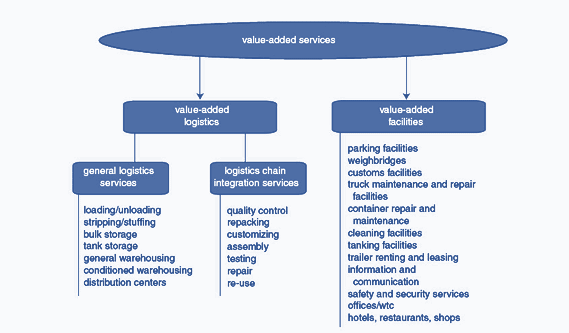 value-added services
value-added
logistics
value-added
facilities
general logistics
services
logistics chain
integration services
loading/unloading
stripping/stuffing
bulk storage
tank storage
general warehousing
conditioned warehousing
distribution centers
quality control
repacking
customizing
assembly
testing
repair
re-use
parking facilities
weighbridges
customs facilities
truck maintenance and repair
facilities
container repair and
maintenance
cleaning facilities
tanking facilities
trailer renting and leasing
information and
communication
safety and security services
offices/wtc
hotels, restaurants, shops